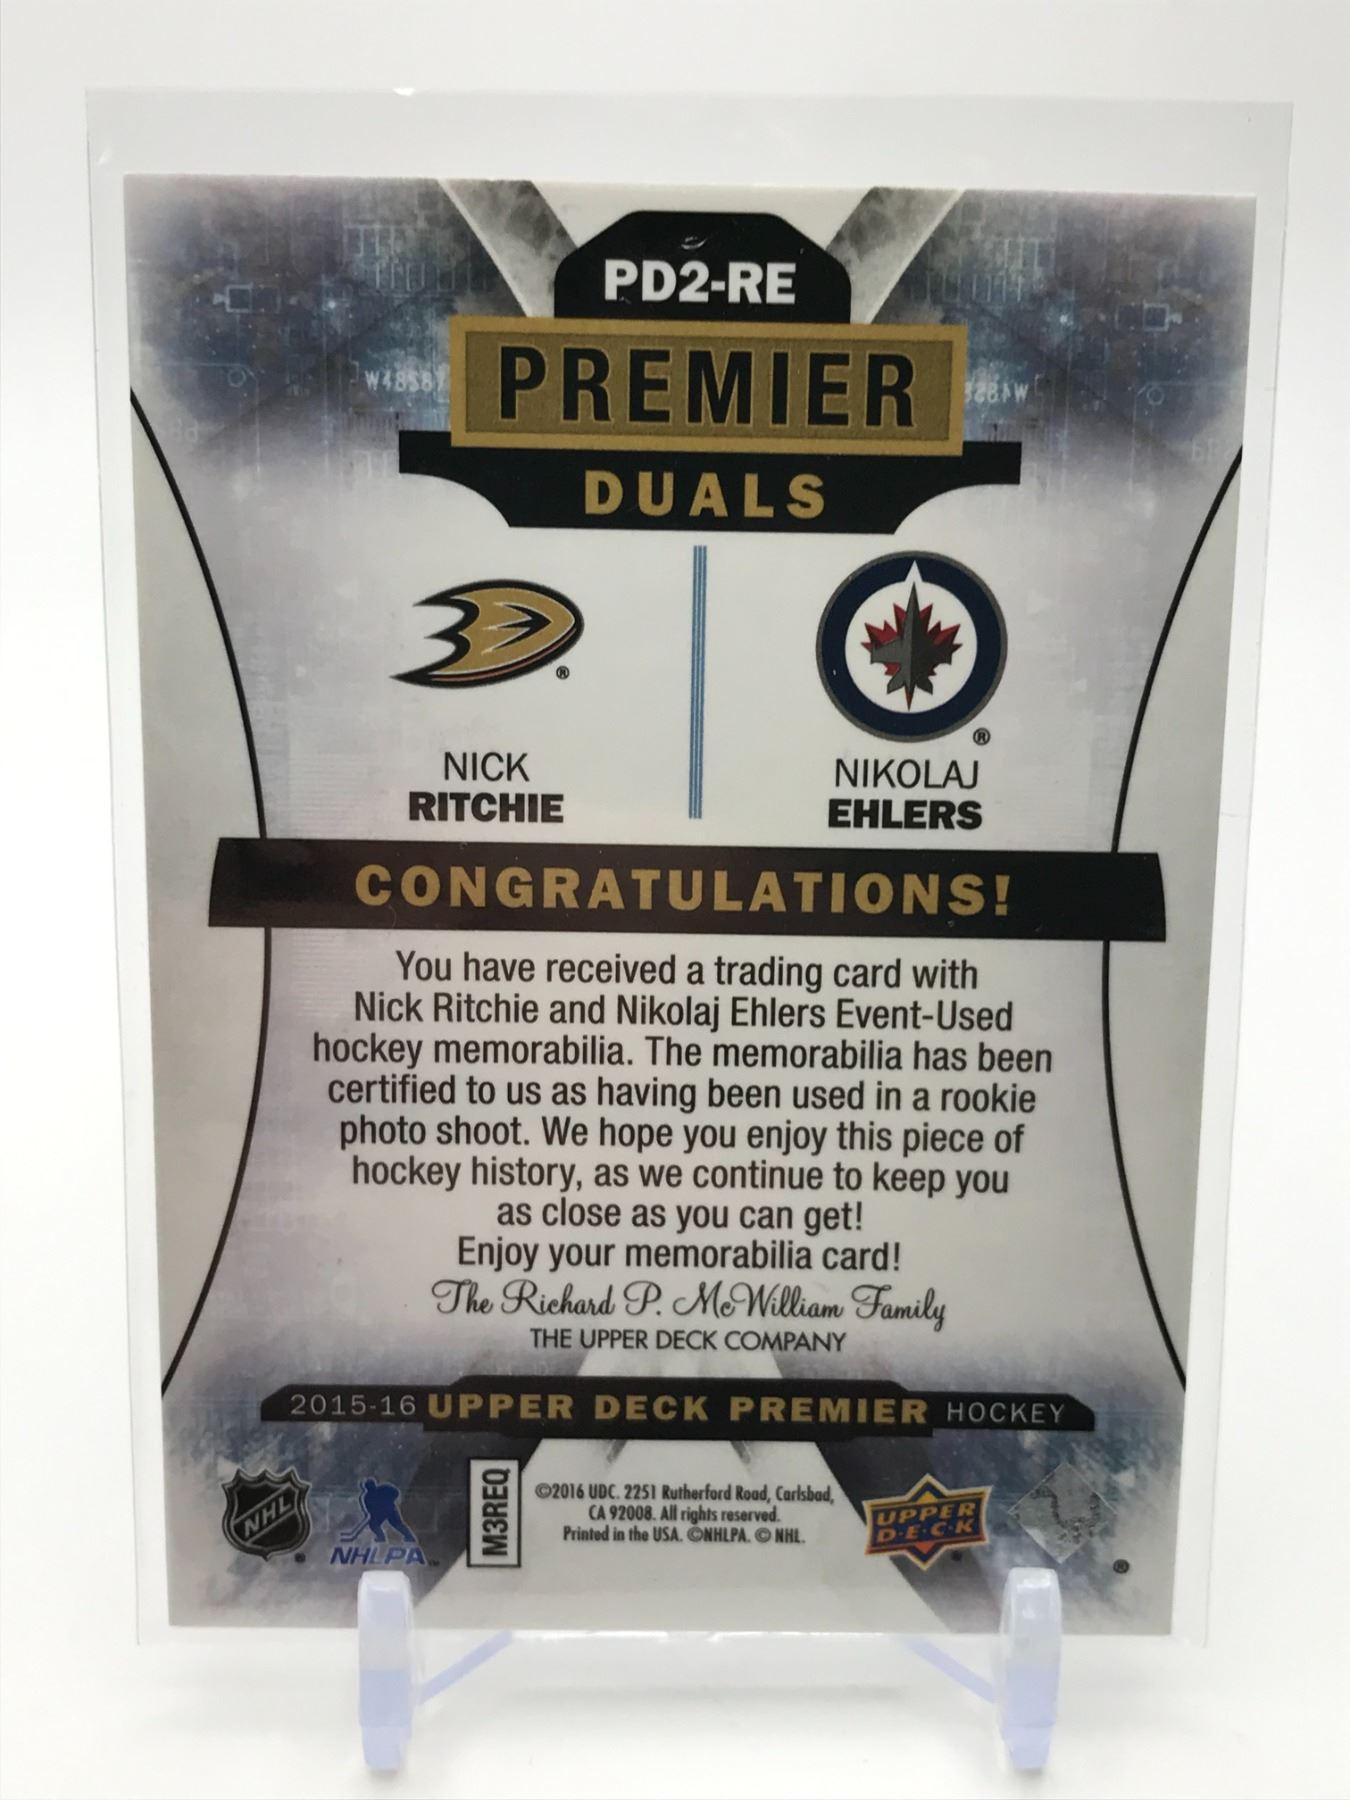 PD2-RE
PREMIER
DUALS
W48S87
®
®
NICK
RITCHIE
NIKOLAJ
EHLERS
CONGRATULATIONS!
You have received a trading card with
Nick Ritchie and Nikolaj Ehlers Event-Used
hockey memorabilia. The memorabilia has been
certified to us as having been used in a rookie
photo shoot. We hope you enjoy this piece of
hockey history, as we continue to keep you
as close as you can get!
Enjoy your memorabilia card!
The Richard P. McWilliam Family
THE UPPER DECK COMPANY
2015-16 UPPER DECK PREMIER HOCKEY
NHL
NHLPA™
M3REQ
©2016 UDC. 2251 Rutherford Road, Carlsbad,
CA 92008. All rights reserved.
Printed in the USA. ©NHLPA. © NHL.
UPPER
D·E·C·K
®